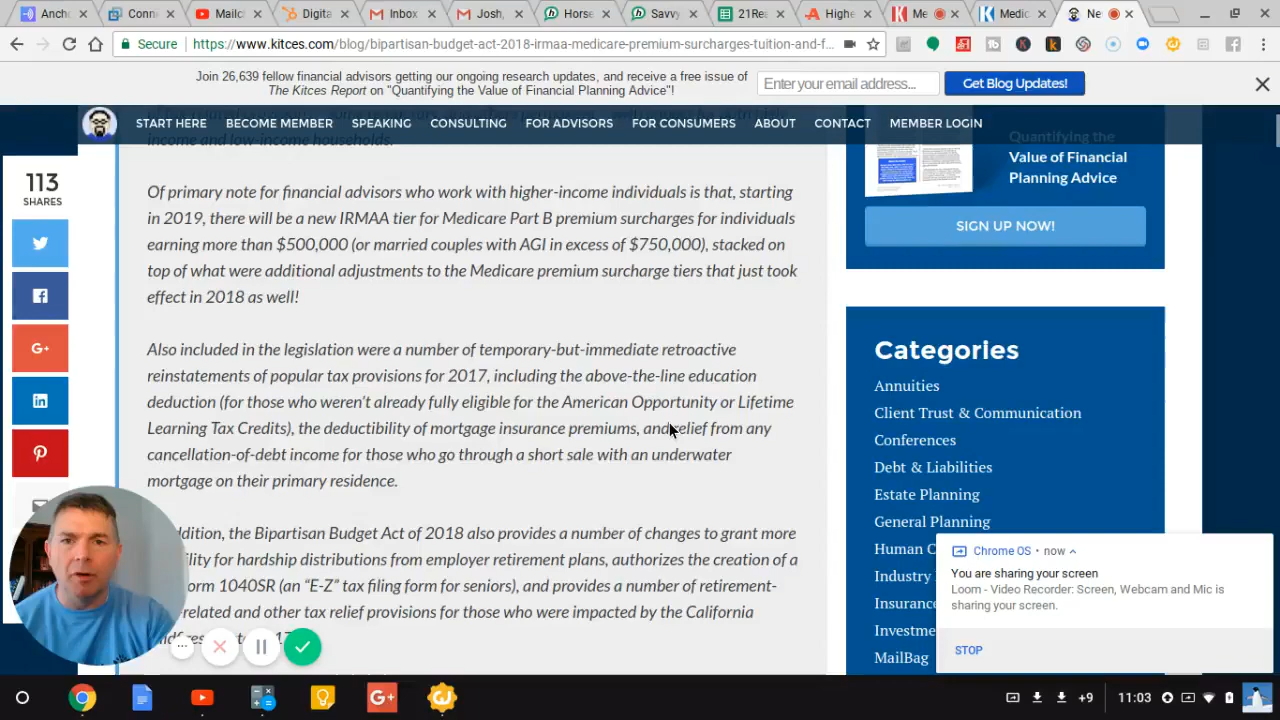 Ancho
Conn
YouTu
Digita
Inbox
Josh,
Horse
Savvy
21Rea
Highe
Me
Medic
Ne
Secure
https://www.kitces.com/blog/bipartisan-budget-act-2018-irmaa-medicare-premium-surcharges-tuition-and-f...
Join 26,639 fellow financial advisors getting our ongoing research updates, and receive a free issue of
The Kitces Report on "Quantifying the Value of Financial Planning Advice"!
Enter your email address...
Get Blog Updates!
START HERE BECOME MEMBER SPEAKING CONSULTING FOR ADVISORS FOR CONSUMERS ABOUT CONTACT MEMBER LOGIN
income and low-income households.
113
SHARES
Of primary note for financial advisors who work with higher-income individuals is that, starting
in 2019, there will be a new IRMAA tier for Medicare Part B premium surcharges for individuals
earning more than $500,000 (or married couples with AGI in excess of $750,000), stacked on
top of what were additional adjustments to the Medicare premium surcharge tiers that just took
effect in 2018 as well!
Also included in the legislation were a number of temporary-but-immediate retroactive
reinstatements of popular tax provisions for 2017, including the above-the-line education
deduction (for those who weren't already fully eligible for the American Opportunity or Lifetime
Learning Tax Credits), the deductibility of mortgage insurance premiums, and relief from any
cancellation-of-debt income for those who go through a short sale with an underwater
mortgage on their primary residence.
ddition, the Bipartisan Budget Act of 2018 also provides a number of changes to grant more
bility for hardship distributions from employer retirement plans, authorizes the creation of a
orm 1040SR (an “E-Z” tax filing form for seniors), and provides a number of retirement-
related and other tax relief provisions for those who were impacted by the California
Quantifying the
Value of Financial
Planning Advice
SIGN UP NOW!
Categories
Annuities
Client Trust & Communication
Conferences
Debt & Liabilities
Estate Planning
General Planning
Human C
Industry
Insurance
Investme
MailBag
Chrome OS • now
You are sharing your screen
Loom - Video Recorder: Screen, Webcam and Mic is
sharing your screen.
STOP
+9
11:03